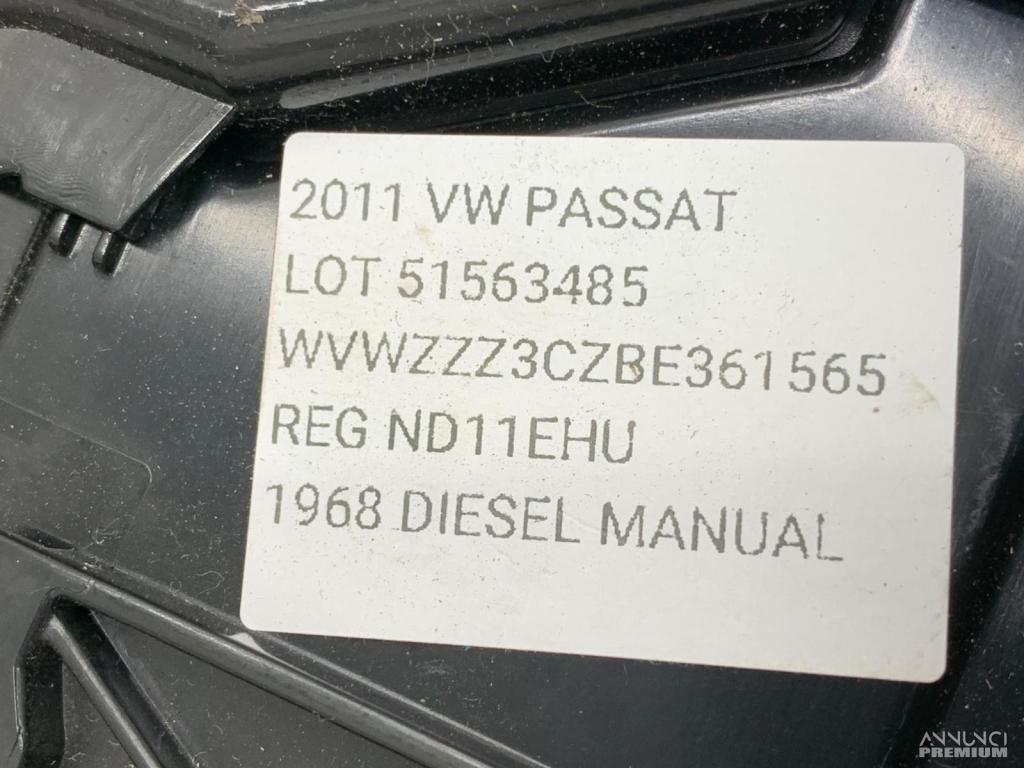 2011 VW PASSAT
LOT 51563485
WVWZZZ3CZBE361565
REG ND11EHU
1968 DIESEL MANUAL
ANNUNCI
PREMIUM